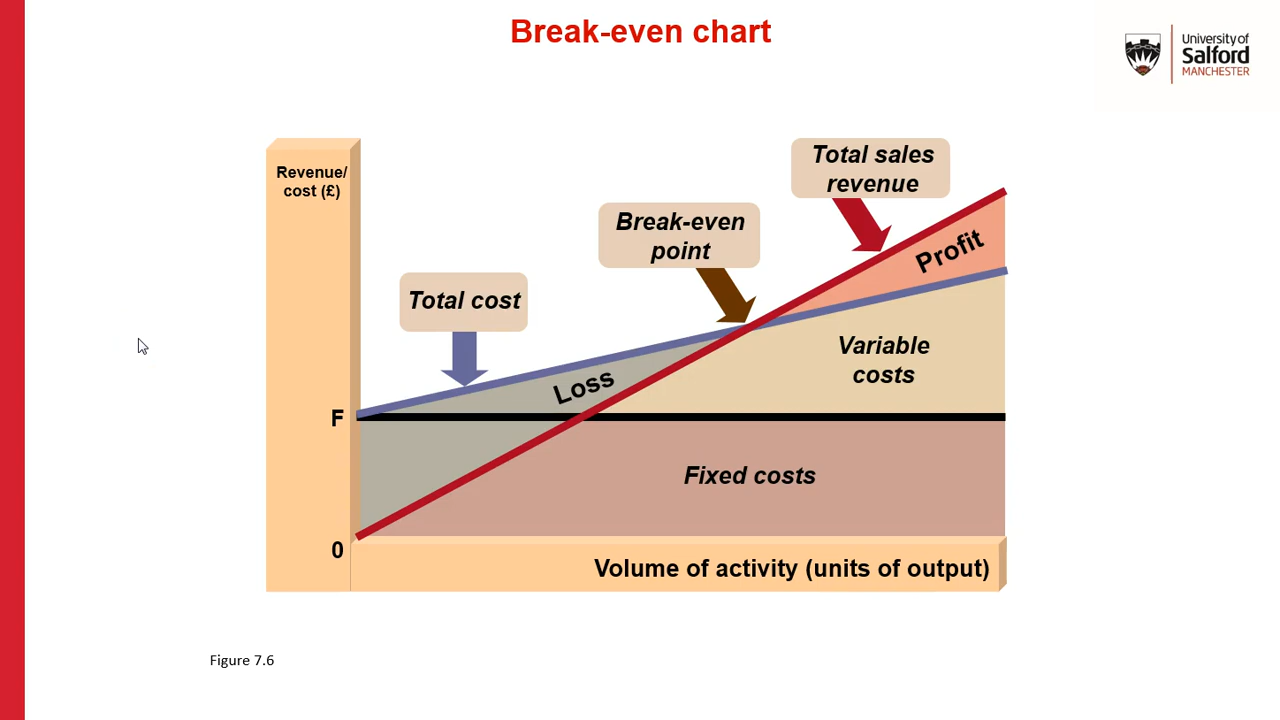 Break-even chart
University of
Salford
MANCHESTER
Revenue/
cost (£)
Total sales
revenue
Break-even
point
Total cost
Profit
Loss
Variable
costs
F
Fixed costs
0
Volume of activity (units of output)
Figure 7.6